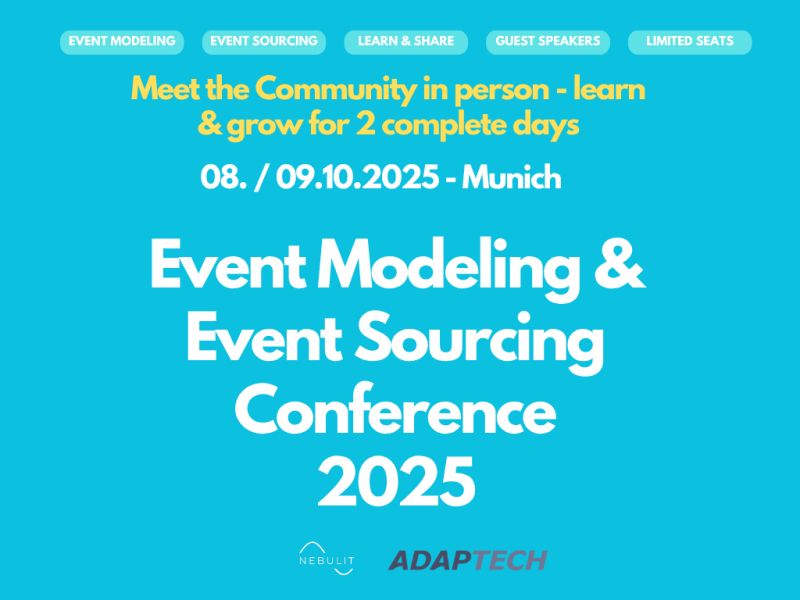 EVENT MODELING
EVENT SOURCING
LEARN & SHARE
GUEST SPEAKERS
LIMITED SEATS
Meet the Community in person - learn
& grow for 2 complete days
08. / 09.10.2025 - Munich
Event Modeling &
Event Sourcing
Conference
2025
NEBULIT
ADAPTECH